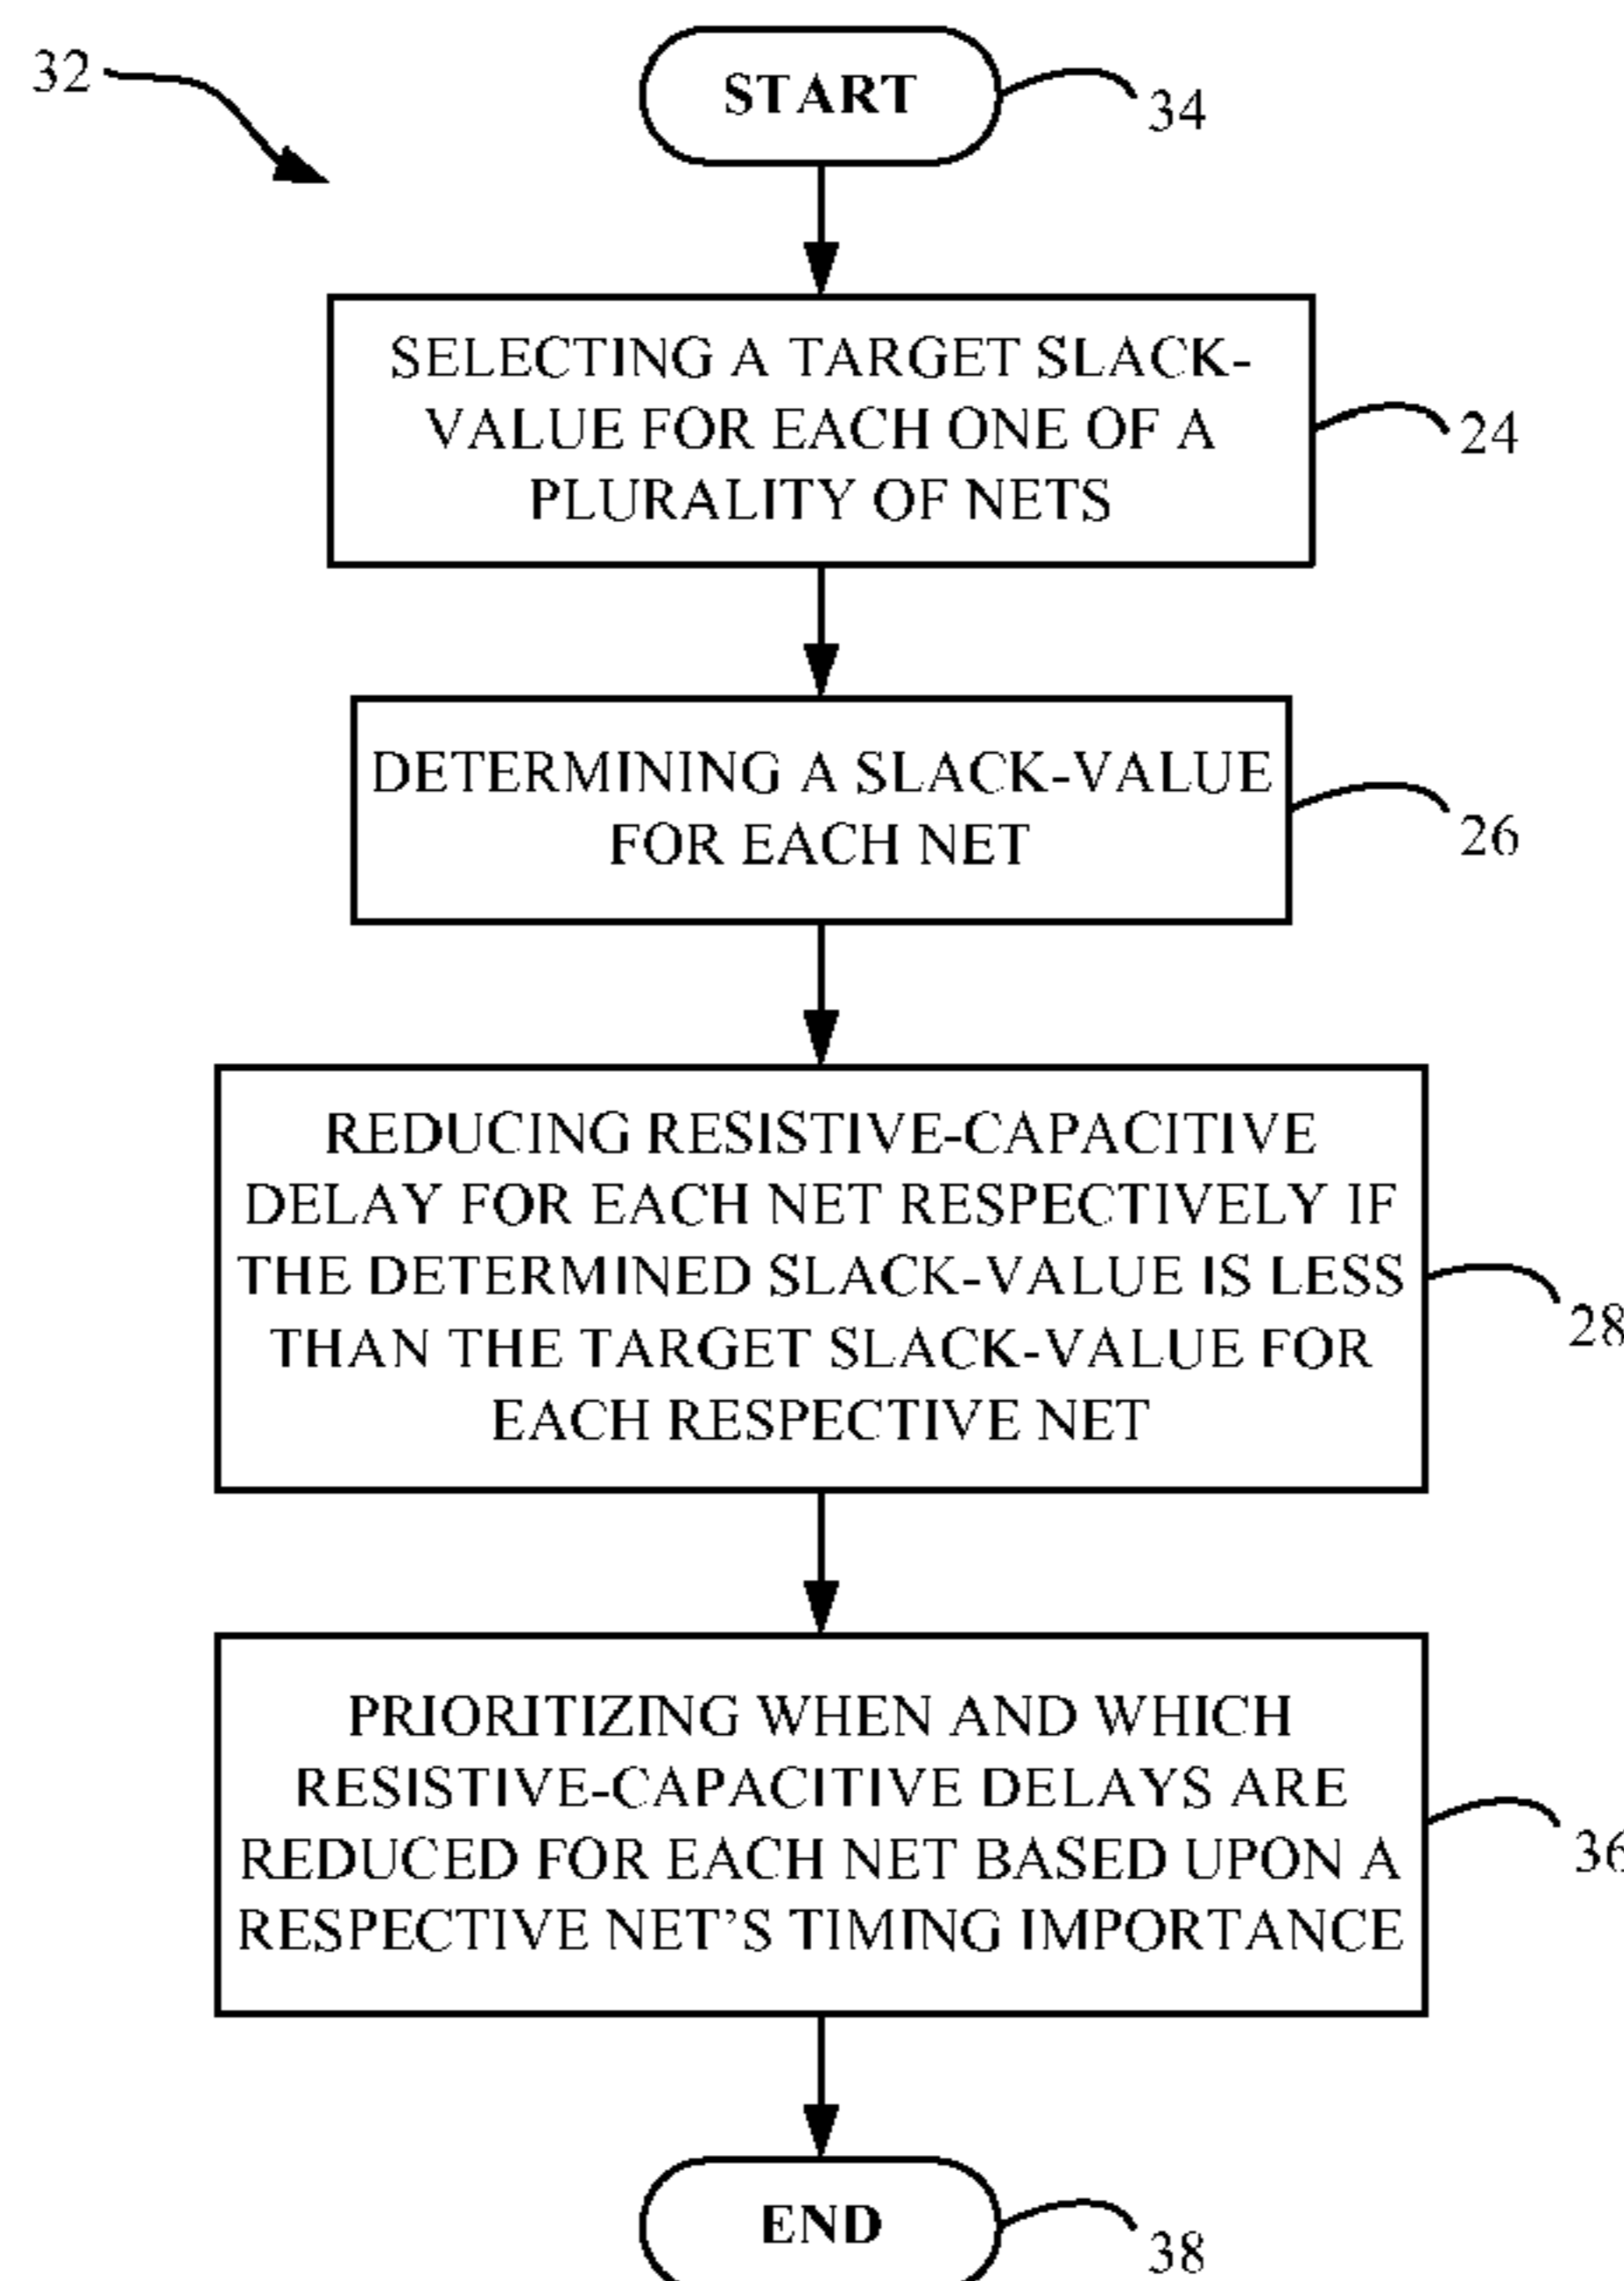 32
START
34
SELECTING A TARGET SLACK-
VALUE FOR EACH ONE OF A
PLURALITY OF NETS
24
DETERMINING A SLACK-VALUE
FOR EACH NET
26
REDUCING RESISTIVE-CAPACITIVE
DELAY FOR EACH NET RESPECTIVELY IF
THE DETERMINED SLACK-VALUE IS LESS
THAN THE TARGET SLACK-VALUE FOR
EACH RESPECTIVE NET
28
PRIORITIZING WHEN AND WHICH
RESISTIVE-CAPACITIVE DELAYS ARE
REDUCED FOR EACH NET BASED UPON A
RESPECTIVE NET'S TIMING IMPORTANCE
36
END
38